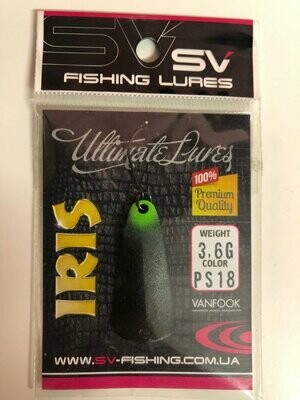 SV
SV
FISHING LURES
Ultimate Lures
100%
Premium
Quality
IRIS
WEIGHT
3.6G
COLOR
PS18
VANFOOK
WWW.SV-FISHING.COM.UA